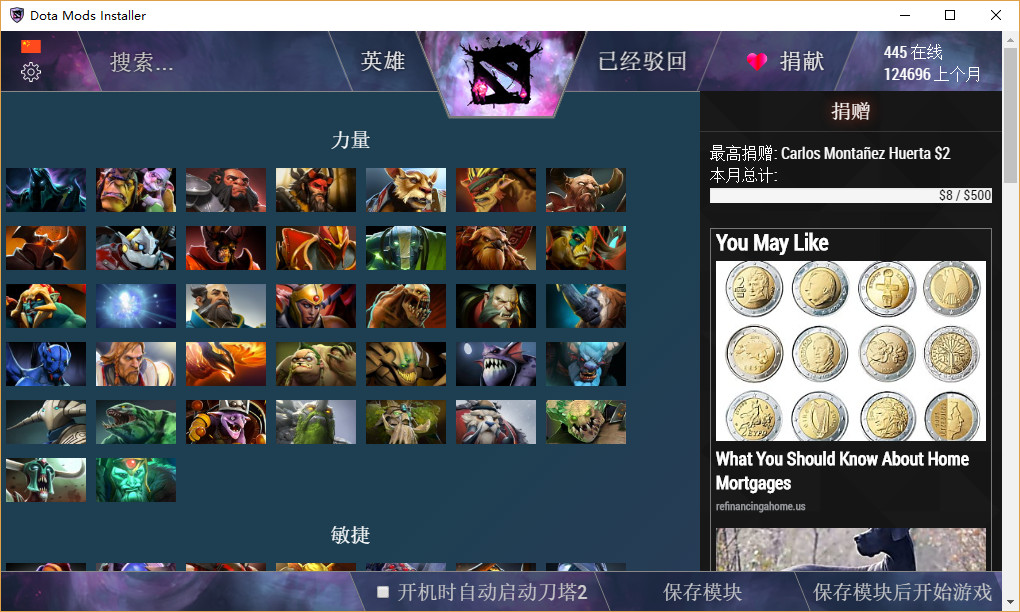 Dota Mods Installer
搜索...
英雄
已经驳回
捐献
445 在线
124696 上个月
力量
敏捷
捐赠
最高捐赠: Carlos Montañez Huerta $2
本月总计:
$8 / $500
You May Like
What You Should Know About Home
Mortgages
refinancingahome.us
开机时自动启动刀塔2
保存模块
保存模块后开始游戏